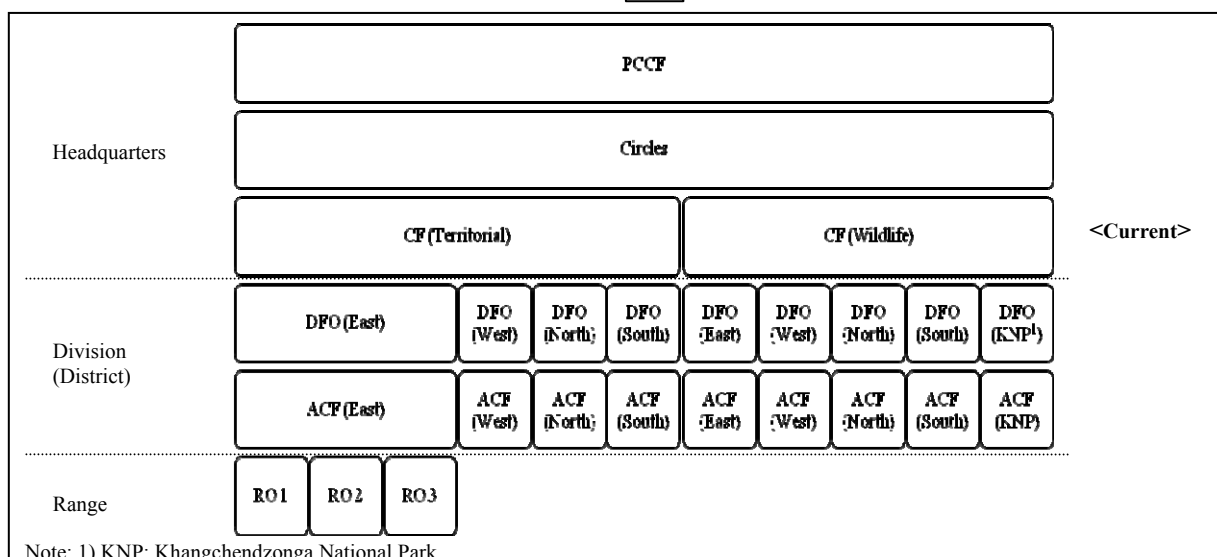 PCCF
Headquarters
Circles
CF (Territorial) CF (Wildlife)
<Current>
DFO (East) DFO (West) DFO (North) DFO (South) DFO (East) DFO (West) DFO (North) DFO (South) DFO (KNP1)
Division
(District)
ACF (East) ACF (West) ACF (North) ACF (South) ACF (East) ACF (West) ACF (North) ACF (South) ACF (KNP)
Range
RO1 RO2 RO3
Note: 1) KNP: Khangchendzonga National Park